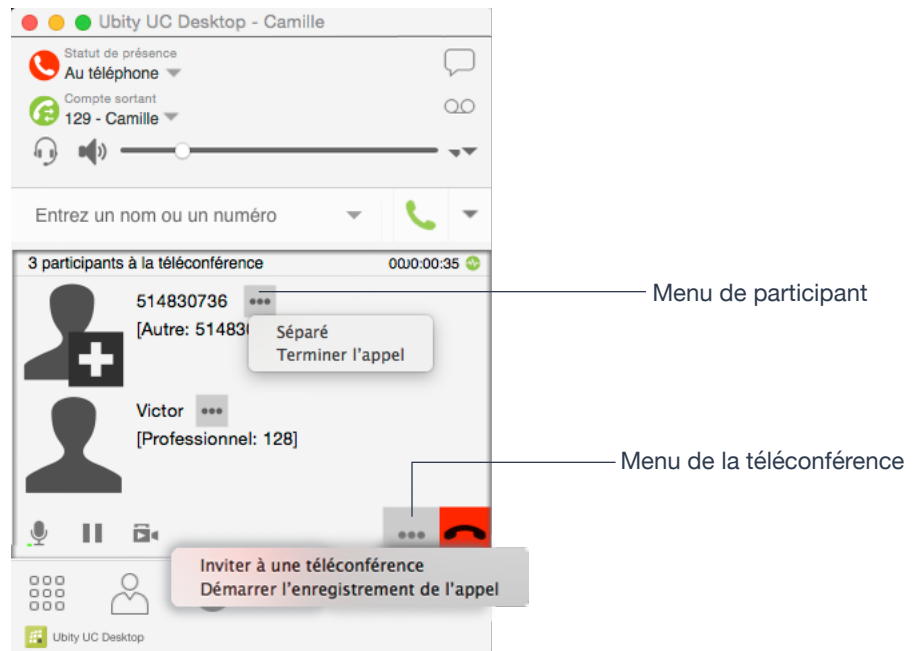 Ubity UC Desktop - Camille
Statut de présence
Au téléphone
Compte sortant
129 - Camille
Entrez un nom ou un numéro
3 participants à la téléconférence
0:00:35
514830736
[Autre: 51483
Séparé
Terminer l'appel
Menu de participant
Victor
[Professionnel: 128]
Menu de la téléconférence
Inviter à une téléconférence
Démarrer l'enregistrement de l'appel
Ubity UC Desktop